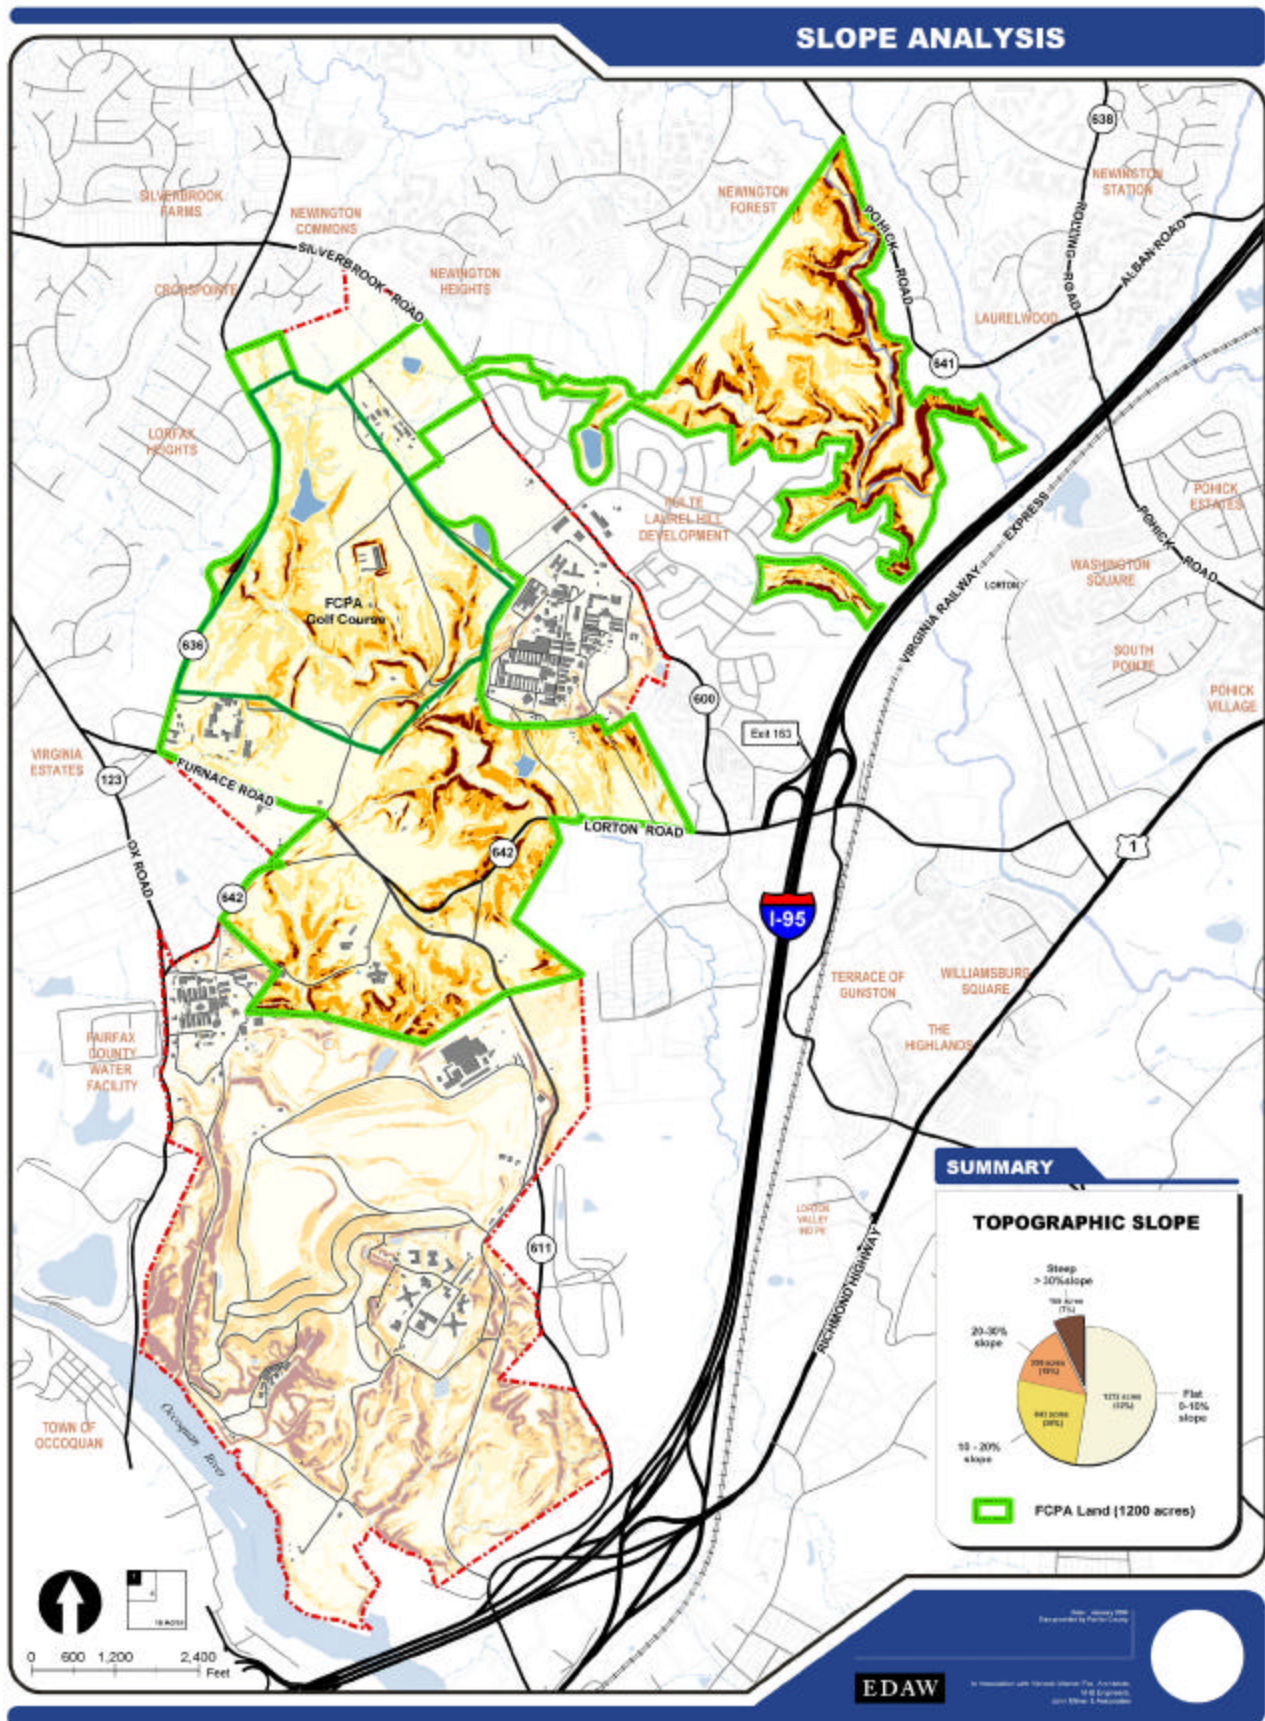 SLOPE ANALYSIS
638
NEWINGTON
STATION
SILVERBROOK
FARMS
NEWINGTON
FOREST
NEWINGTON
COMMONS
POHICK ROAD
ROLLING ROAD
ALBAN ROAD
SILVERBROOK ROAD
NEWINGTON
HEIGHTS
CROSSPOINTE
LAURELWOOD
641
LORFAX
HEIGHTS
PULTE
LAUREL HILL
DEVELOPMENT
POHICK
ESTATES
POHICK ROAD
VIRGINIA RAILWAY EXPRESS
WASHINGTON
SQUARE
LORTON
FCPA
Golf Course
636
SOUTH
POINTE
POHICK
VILLAGE
600
Exit 163
VIRGINIA
ESTATES
123
FURNACE ROAD
LORTON ROAD
OX ROAD
642
1
642
I-95
TERRACE OF
GUNSTON
WILLIAMSBURG
SQUARE
THE
HIGHLANDS
FAIRFAX
COUNTY
WATER
FACILITY
611
LORTON
VALLEY
IND PK
RICHMOND HIGHWAY
TOWN OF
OCCOQUAN
Occoquan River
SUMMARY
TOPOGRAPHIC SLOPE
Steep
> 30% slope
(7%)
20-30%
slope
Flat
0-10%
slope
10 - 20%
slope
FCPA Land (1200 acres)
0 600 1,200 2,400
Feet
EDAW